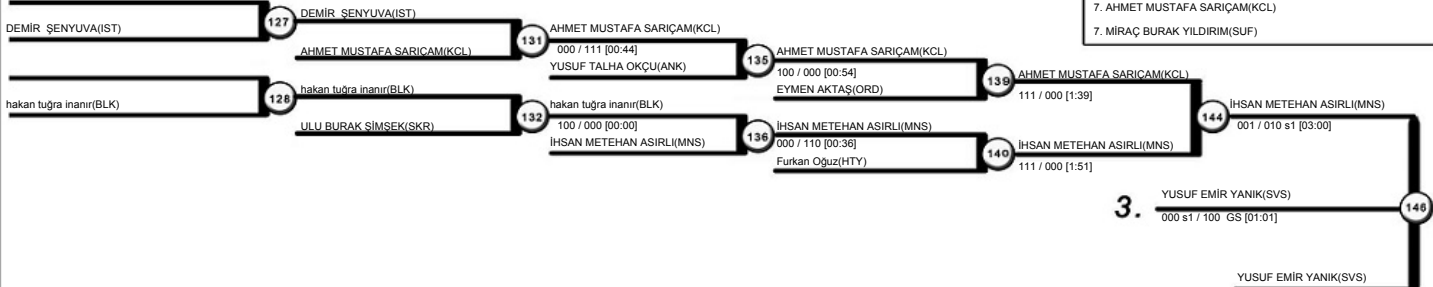 7. AHMET MUSTAFA SARIÇAM(KCL)
7. MİRAÇ BURAK YILDIRIM(SUF)
DEMİR ŞENYUVA(IST)
127
DEMİR ŞENYUVA(IST)
AHMET MUSTAFA SARIÇAM(KCL)
131
AHMET MUSTAFA SARIÇAM(KCL)
000 / 111 [00:44]
YUSUF TALHA OKÇU(ANK)
135
AHMET MUSTAFA SARIÇAM(KCL)
100 / 000 [00:54]
EYMEN AKTAŞ(ORD)
139
AHMET MUSTAFA SARIÇAM(KCL)
111 / 000 [1:39]
hakan tuğra inanır(BLK)
128
hakan tuğra inanır(BLK)
ULU BURAK ŞİMŞEK(SKR)
132
hakan tuğra inanır(BLK)
100 / 000 [00:00]
İHSAN METEHAN ASIRLI(MNS)
136
İHSAN METEHAN ASIRLI(MNS)
000 / 110 [00:36]
Furkan Oğuz(HTY)
140
İHSAN METEHAN ASIRLI(MNS)
111 / 000 [1:51]
144
İHSAN METEHAN ASIRLI(MNS)
001 / 010 s1 [03:00]
3.
YUSUF EMİR YANIK(SVS)
000 s1 / 100 GS [01:01]
146
YUSUF EMİR YANIK(SVS)